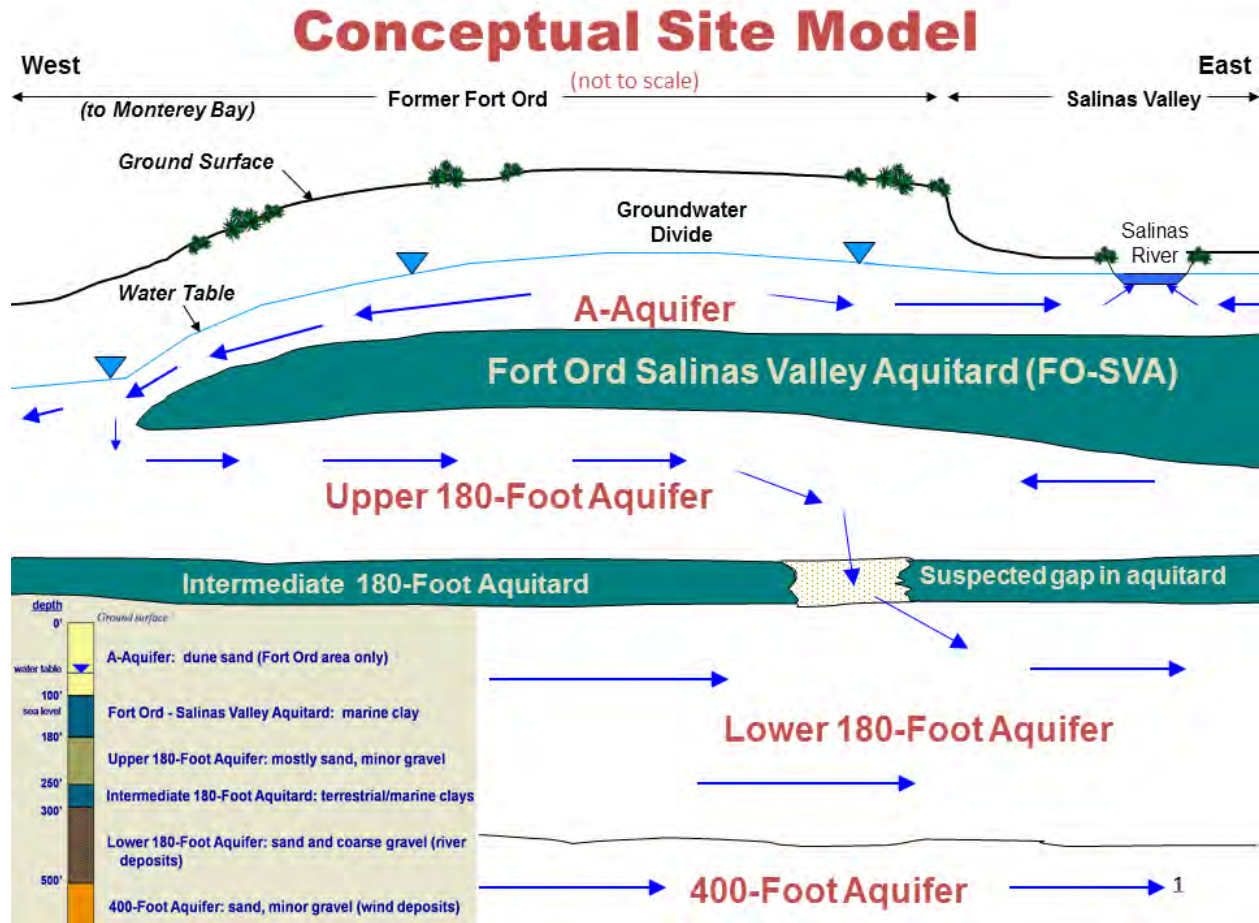 Conceptual Site Model
West
(not to scale)
East
(to Monterey Bay)
Former Fort Ord
Salinas Valley
Ground Surface
Groundwater
Divide
Salinas
River
Water Table
A-Aquifer
Fort Ord Salinas Valley Aquitard (FO-SVA)
Upper 180-Foot Aquifer
Intermediate 180-Foot Aquitard
Suspected gap in aquitard
depth
Ground surface
0'
A-Aquifer: dune sand (Fort Ord area only)
water table
100'
sea level
Fort Ord - Salinas Valley Aquitard: marine clay
180'
Upper 180-Foot Aquifer: mostly sand, minor gravel
250'
Intermediate 180-Foot Aquitard: terrestrial/marine clays
300'
Lower 180-Foot Aquifer: sand and coarse gravel (river
deposits)
500'
400-Foot Aquifer: sand, minor gravel (wind deposits)
Lower 180-Foot Aquifer
400-Foot Aquifer
1